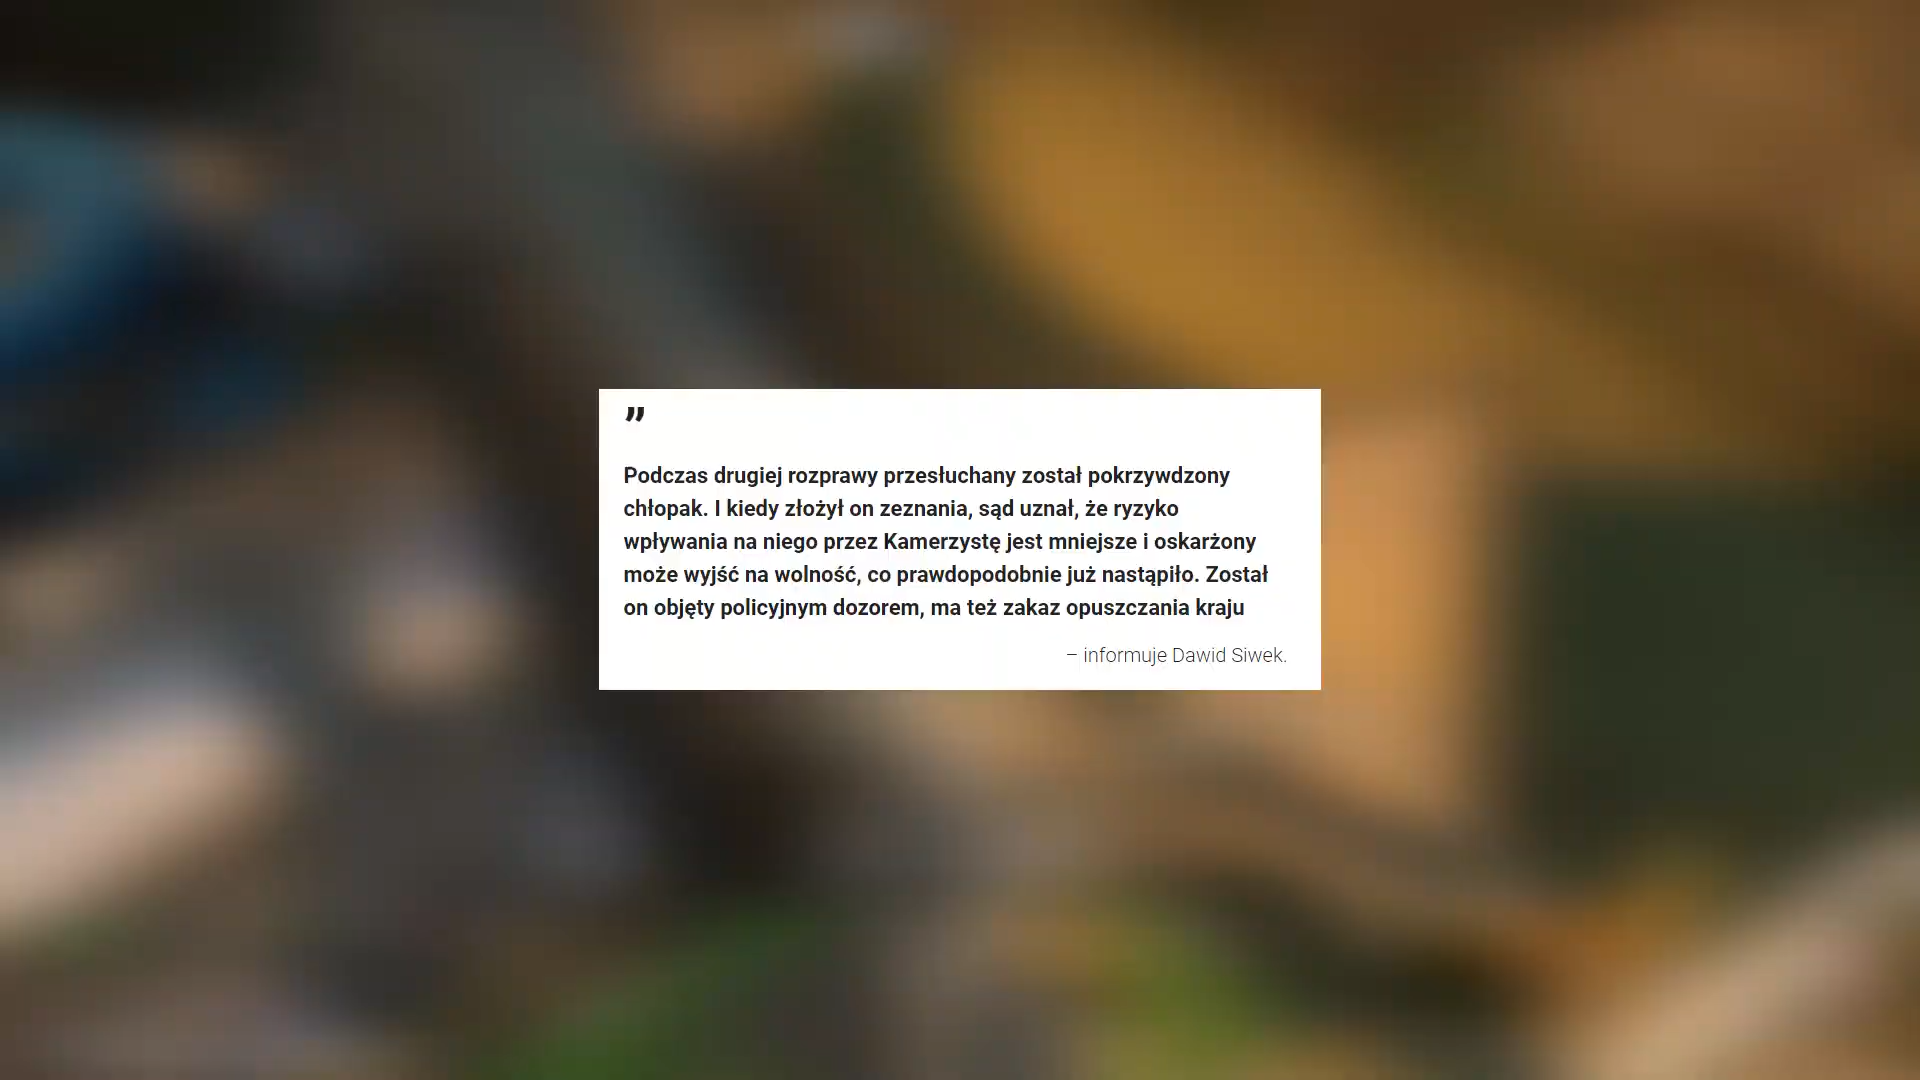 ”
Podczas drugiej rozprawy przesłuchany został pokrzywdzony
chłopak. I kiedy złożył on zeznania, sąd uznał, że ryzyko
wpływania na niego przez Kamerzystę jest mniejsze i oskarżony
może wyjść na wolność, co prawdopodobnie już nastąpiło. Został
on objęty policyjnym dozorem, ma też zakaz opuszczania kraju
– informuje Dawid Siwek.